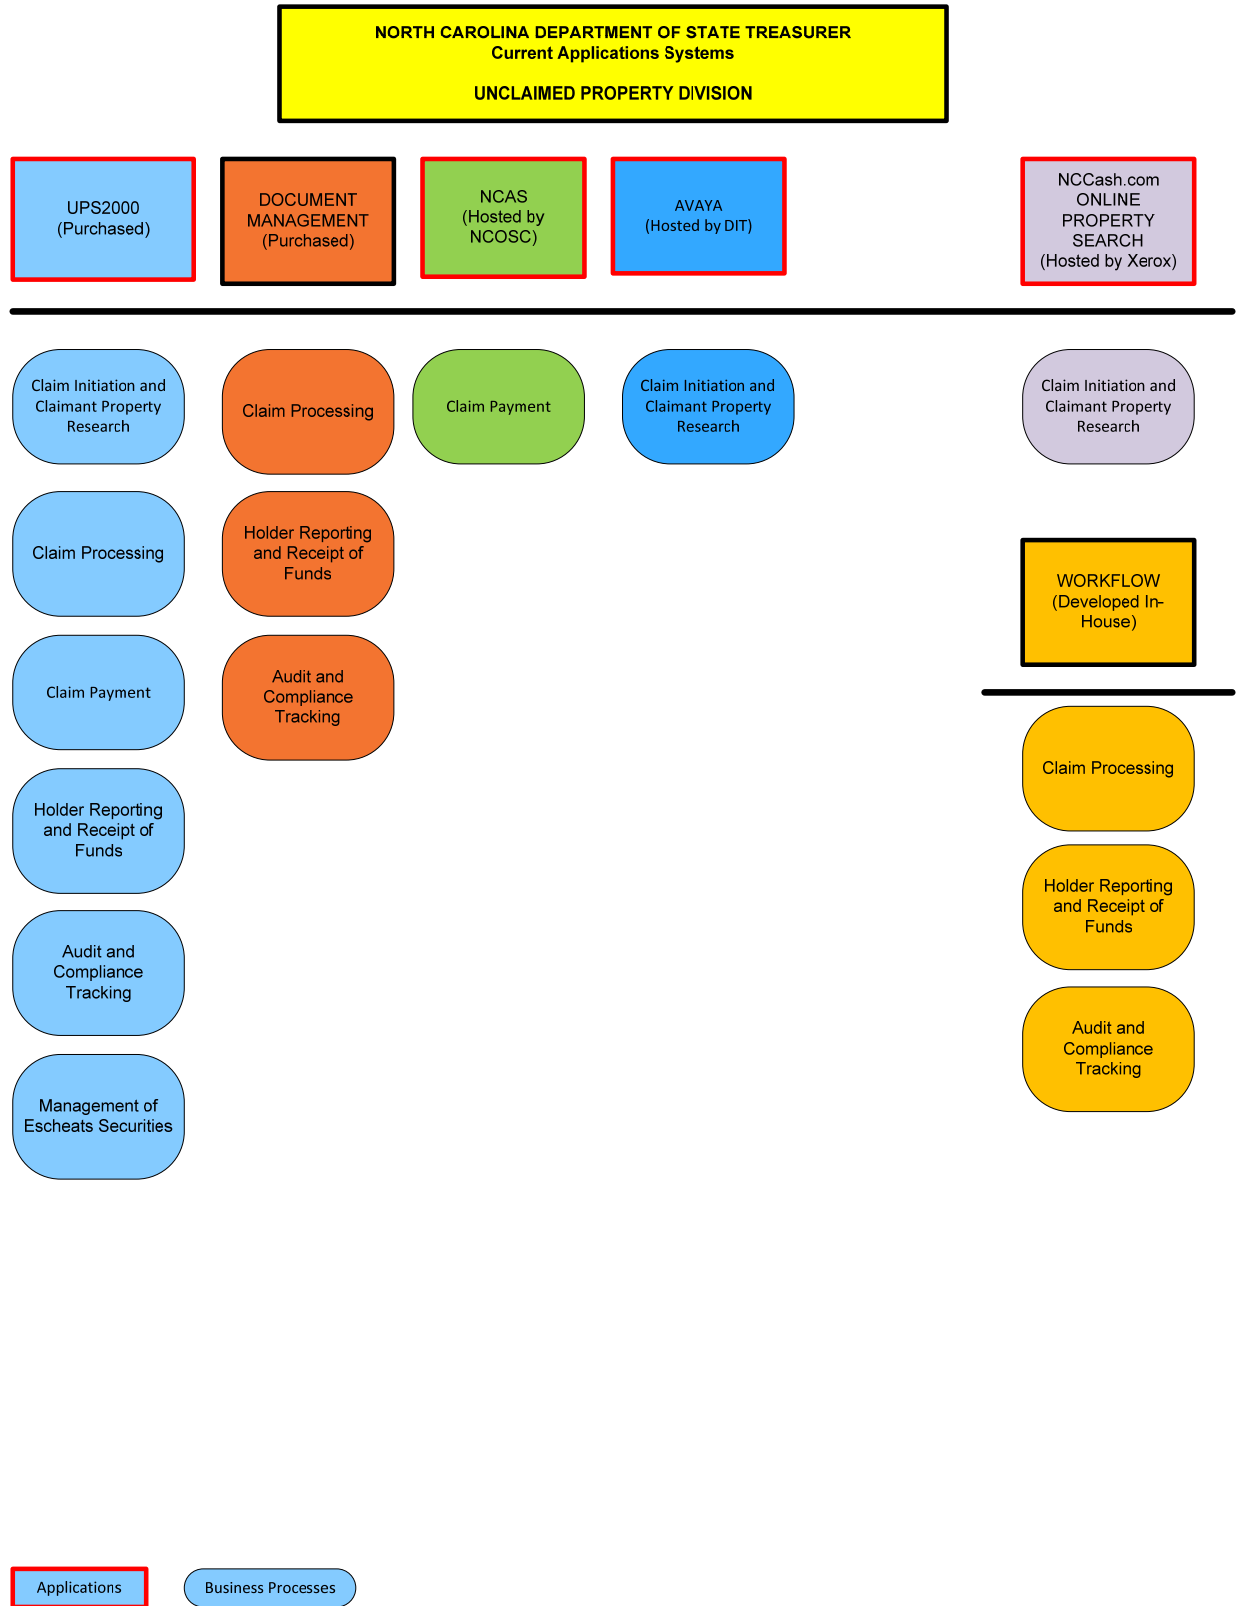 NORTH CAROLINA DEPARTMENT OF STATE TREASURER
Current Applications Systems
UNCLAIMED PROPERTY DIVISION
UPS2000
(Purchased)
DOCUMENT
MANAGEMENT
(Purchased)
NCAS
(Hosted by
NCOSC)
AVAYA
(Hosted by DIT)
NCCash.com
ONLINE
PROPERTY
SEARCH
(Hosted by Xerox)
Claim Initiation and
Claimant Property
Research
Claim Processing
Claim Payment
Claim Initiation and
Claimant Property
Research
Claim Initiation and
Claimant Property
Research
Claim Processing
Holder Reporting
and Receipt of
Funds
WORKFLOW
(Developed In-
House)
Claim Payment
Audit and
Compliance
Tracking
Claim Processing
Holder Reporting
and Receipt of
Funds
Holder Reporting
and Receipt of
Funds
Audit and
Compliance
Tracking
Audit and
Compliance
Tracking
Management of
Escheats Securities
Applications
Business Processes